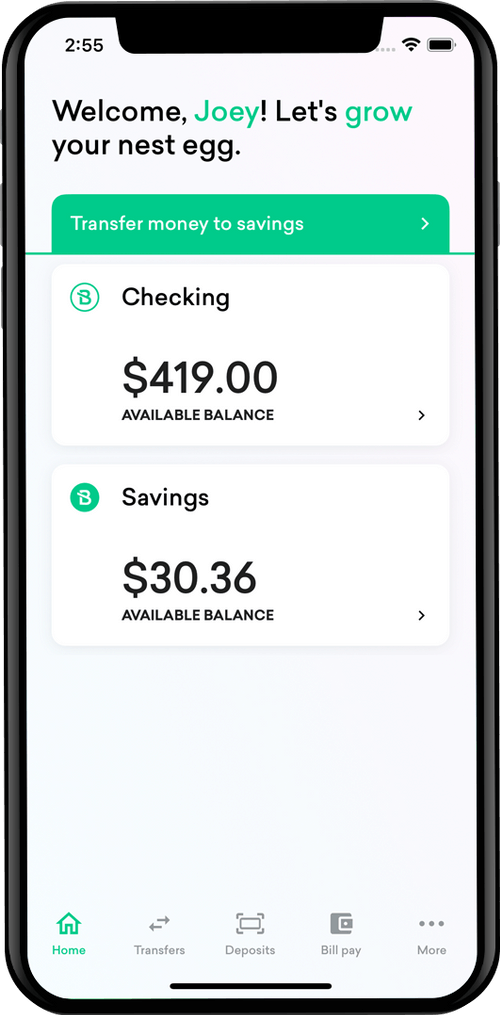 2:55
Welcome, Joey! Let's grow
your nest egg.
Transfer money to savings
B Checking
$419.00
AVAILABLE BALANCE
B Savings
$30.36
AVAILABLE BALANCE
Home Transfers Deposits Bill pay More